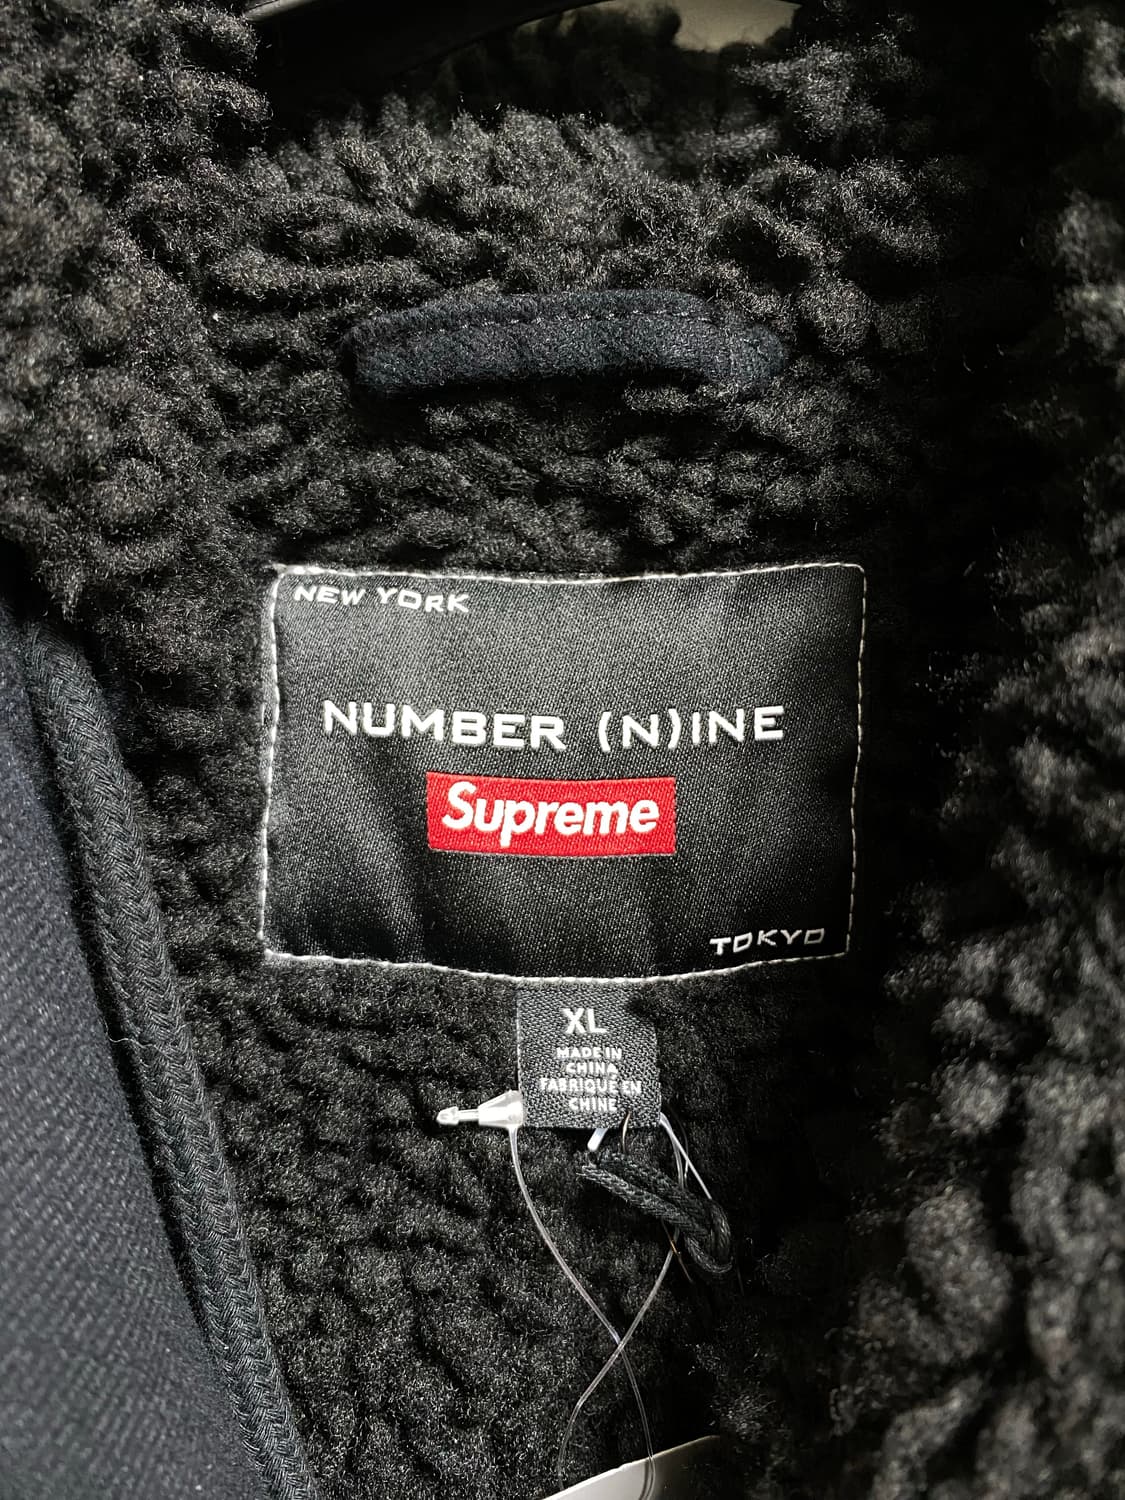 NEW YORK
NUMBER (N)INE
Supreme
TOKYO
XL
MADE IN
CHINA
FABRIQUÉ EN
CHINE